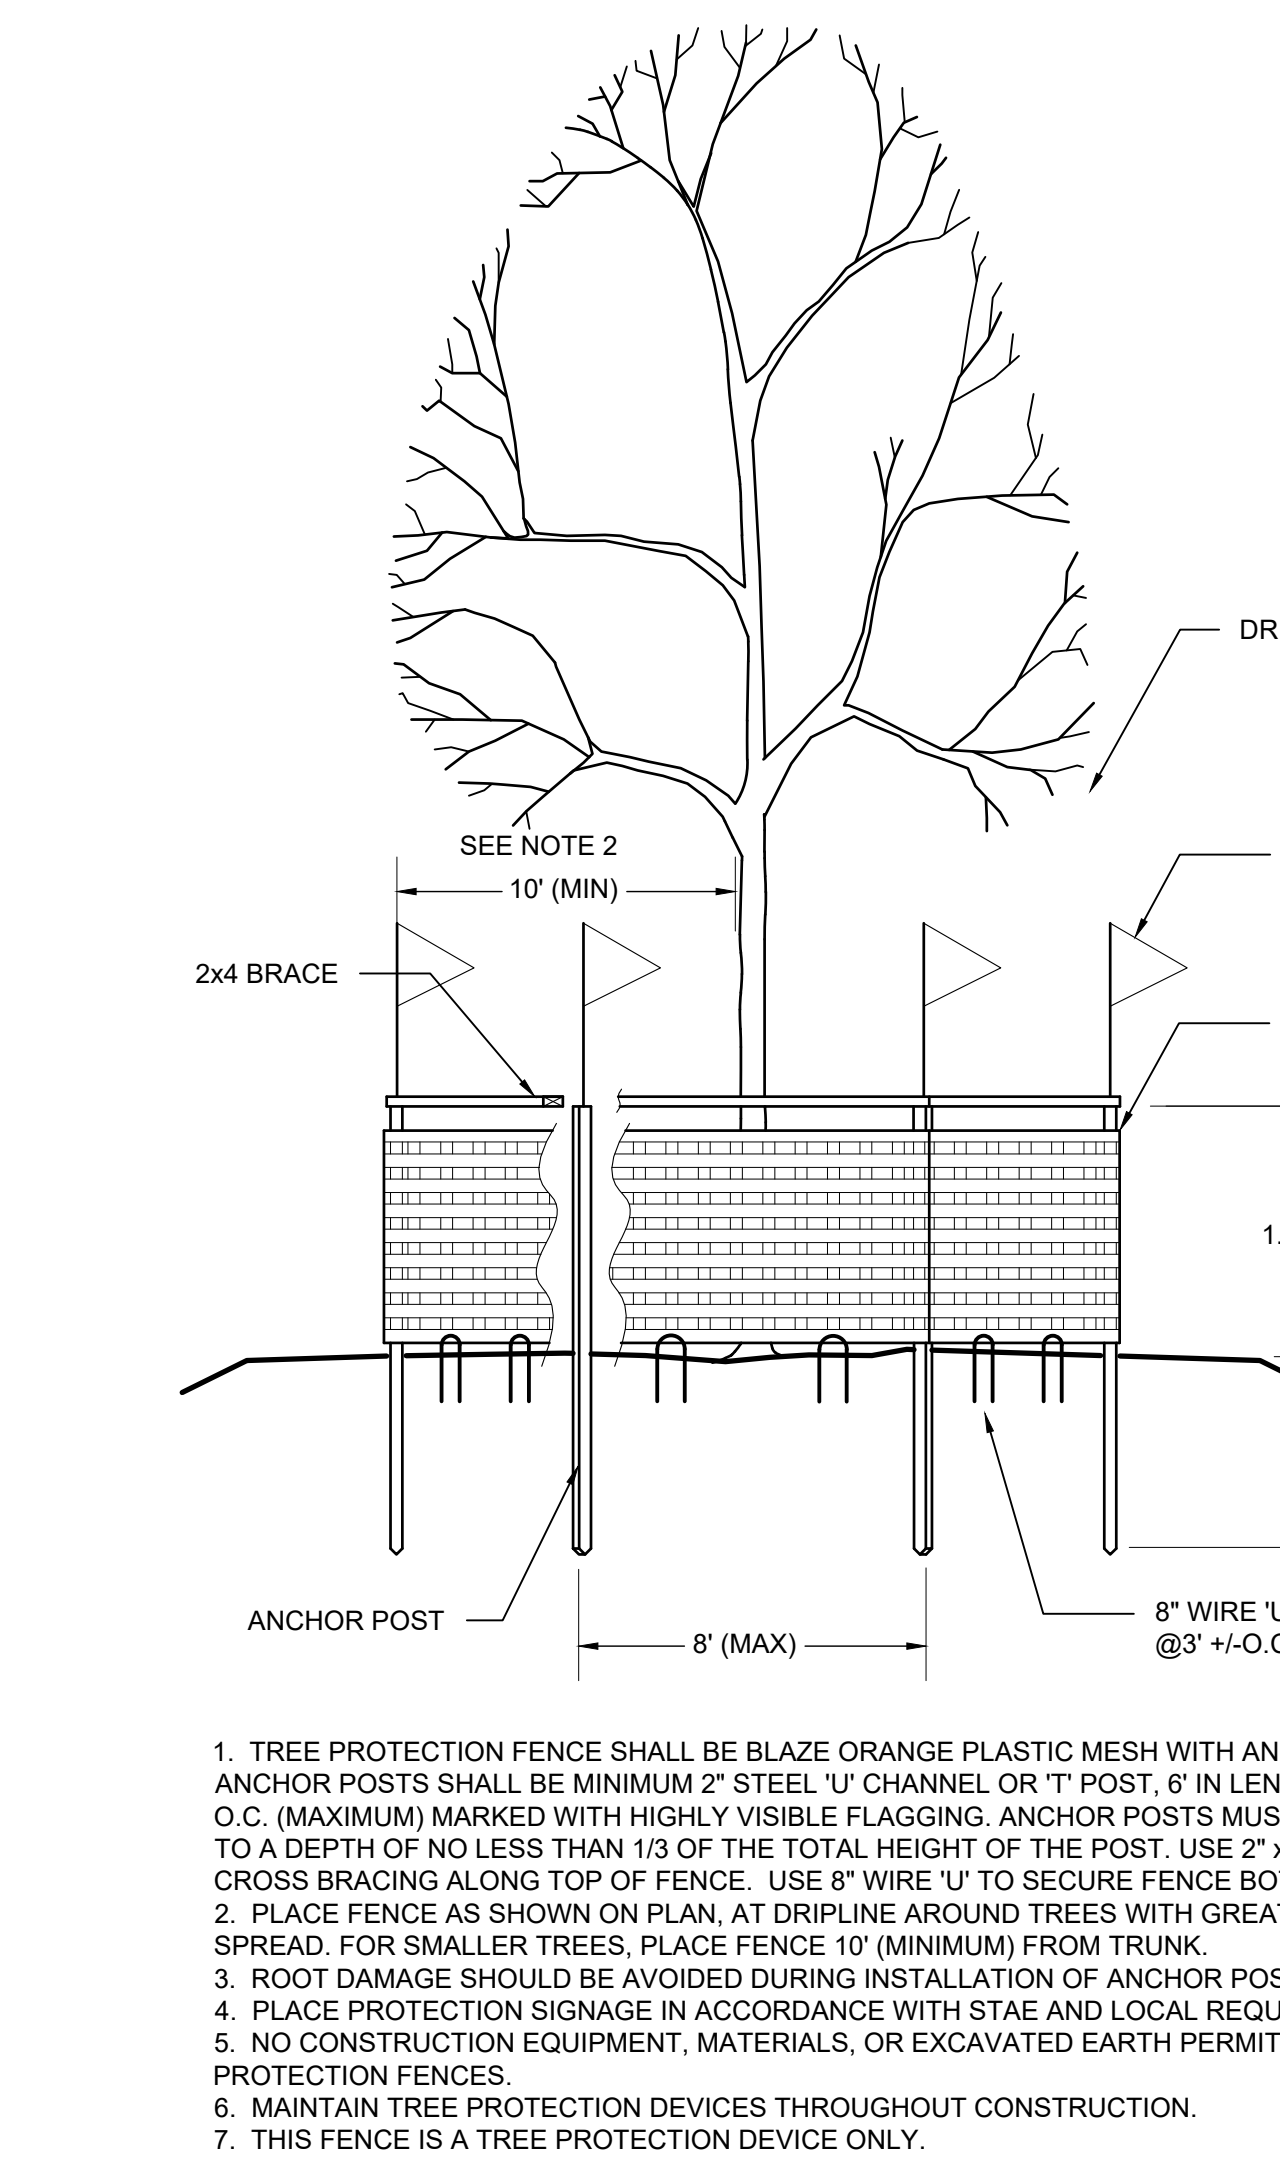 DR
SEE NOTE 2
10' (MIN)
2x4 BRACE
1.
ANCHOR POST
8" WIRE 'U
@3' +/-O.C
8' (MAX)
1. TREE PROTECTION FENCE SHALL BE BLAZE ORANGE PLASTIC MESH WITH AN
ANCHOR POSTS SHALL BE MINIMUM 2" STEEL 'U' CHANNEL OR 'T' POST, 6' IN LEN
O.C. (MAXIMUM) MARKED WITH HIGHLY VISIBLE FLAGGING. ANCHOR POSTS MUS
TO A DEPTH OF NO LESS THAN 1/3 OF THE TOTAL HEIGHT OF THE POST. USE 2" x
CROSS BRACING ALONG TOP OF FENCE. USE 8" WIRE 'U' TO SECURE FENCE BOT
2. PLACE FENCE AS SHOWN ON PLAN, AT DRIPLINE AROUND TREES WITH GREAT
SPREAD. FOR SMALLER TREES, PLACE FENCE 10' (MINIMUM) FROM TRUNK.
3. ROOT DAMAGE SHOULD BE AVOIDED DURING INSTALLATION OF ANCHOR POS
4. PLACE PROTECTION SIGNAGE IN ACCORDANCE WITH STAE AND LOCAL REQU
5. NO CONSTRUCTION EQUIPMENT, MATERIALS, OR EXCAVATED EARTH PERMIT
PROTECTION FENCES.
6. MAINTAIN TREE PROTECTION DEVICES THROUGHOUT CONSTRUCTION.
7. THIS FENCE IS A TREE PROTECTION DEVICE ONLY.